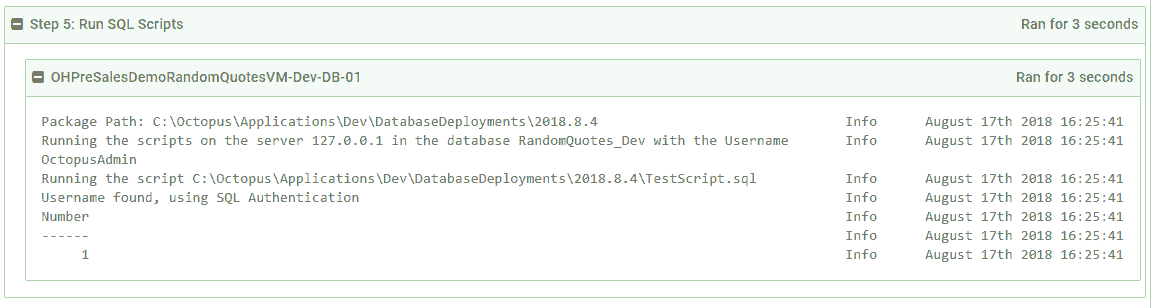 Step 5: Run SQL Scripts Ran for 3 seconds
OHPreSalesDemoRandomQuotesVM-Dev-DB-01 Ran for 3 seconds
Package Path: C:\Octopus\Applications\Dev\DatabaseDeployments\2018.8.4 Info August 17th 2018 16:25:41
Running the scripts on the server 127.0.0.1 in the database RandomQuotes_Dev with the Username Info August 17th 2018 16:25:41
OctopusAdmin
Running the script C:\Octopus\Applications\Dev\DatabaseDeployments\2018.8.4\TestScript.sql Info August 17th 2018 16:25:41
Username found, using SQL Authentication Info August 17th 2018 16:25:41
Number Info August 17th 2018 16:25:41
------ Info August 17th 2018 16:25:41
1 Info August 17th 2018 16:25:41